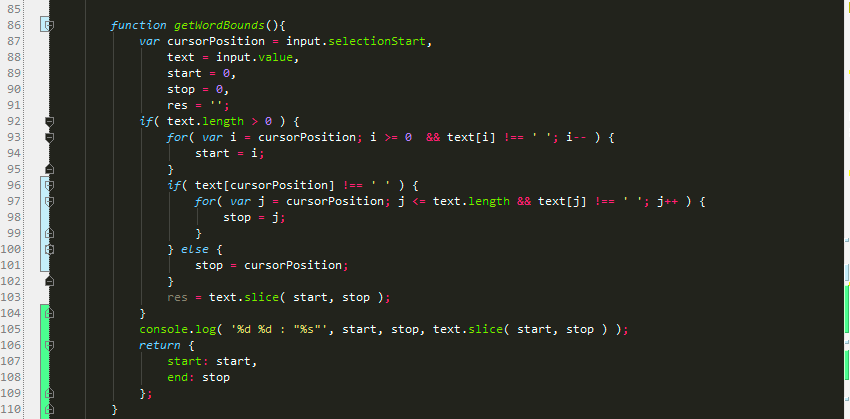 85
86 function getWordBounds(){
87 var cursorPosition = input.selectionStart,
88 text = input.value,
89 start = 0,
90 stop = 0,
91 res = '';
92 if( text.length > 0 ) {
93 for( var i = cursorPosition; i >= 0  && text[i] !== ' '; i-- ) {
94 start = i;
95 }
96 if( text[cursorPosition] !== ' ' ) {
97 for( var j = cursorPosition; j <= text.length && text[j] !== ' '; j++ ) {
98 stop = j;
99 }
100 } else {
101 stop = cursorPosition;
102 }
103 res = text.slice( start, stop );
104 }
105 console.log( '%d %d : "%s"', start, stop, text.slice( start, stop ) );
106 return {
107 start: start,
108 end: stop
109 };
110 }